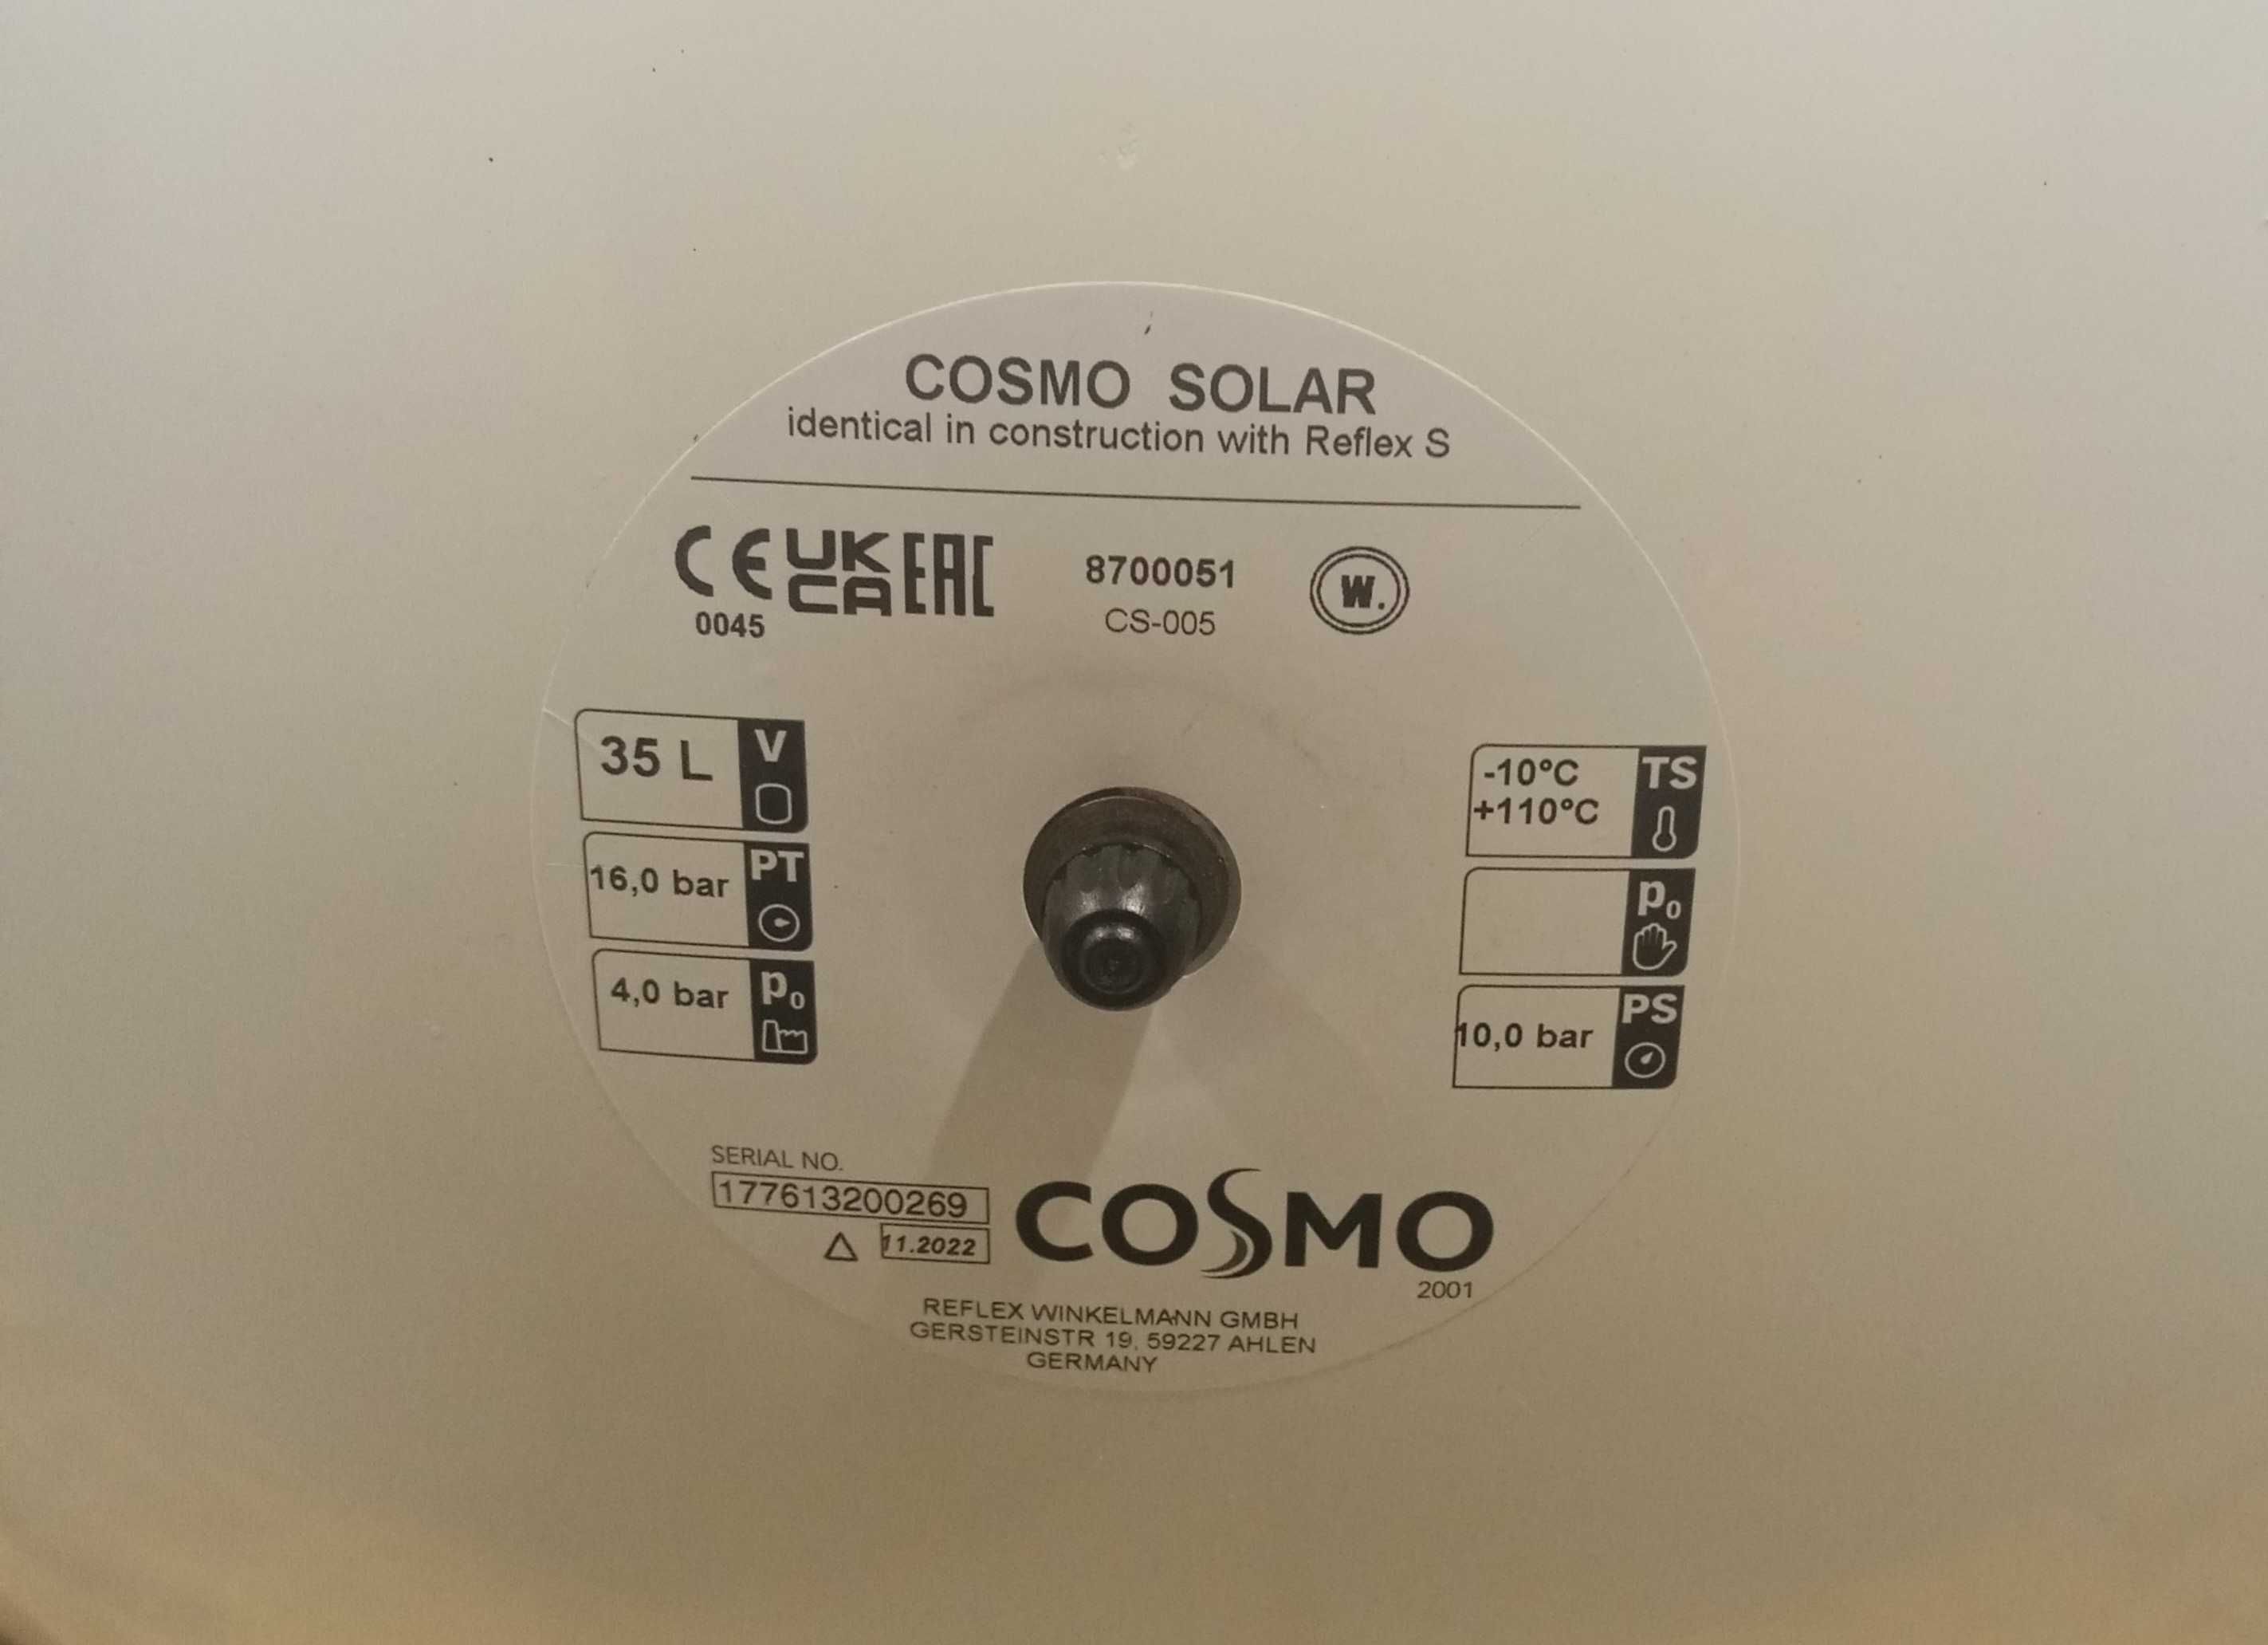 COSMO SOLAR
identical in construction with Reflex S
CE UK CA EAC 8700051 W.
0045 CS-005
35 L V
16,0 bar PT
4,0 bar p₀
-10°C TS
+110°C
p₀
10,0 bar PS
SERIAL NO.
177613200269
11.2022
COSMO
2001
REFLEX WINKELMANN GMBH
GERSTEINSTR 19, 59227 AHLEN
GERMANY